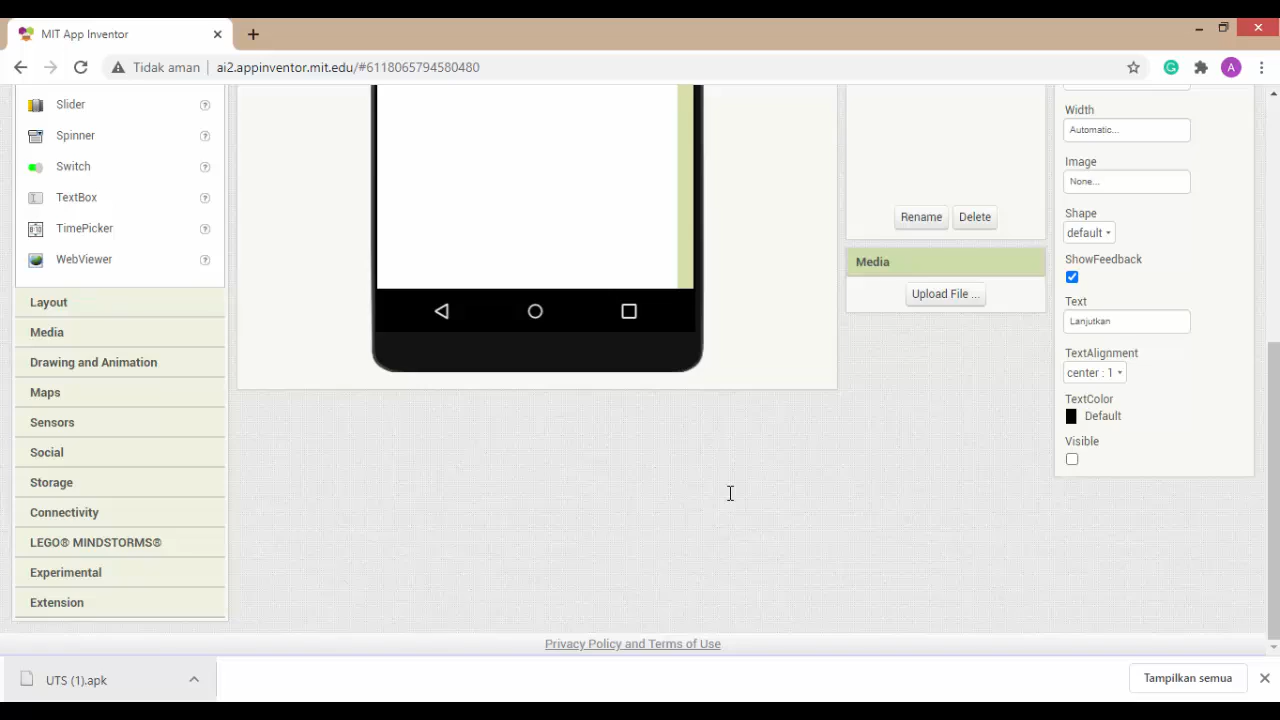 MIT App Inventor
Tidak aman
ai2.appinventor.mit.edu/#6118065794580480
A
Slider
?
Spinner
?
Switch
?
TextBox
?
TimePicker
?
WebViewer
?
Layout
Media
Drawing and Animation
Maps
Sensors
Social
Storage
Connectivity
LEGO® MINDSTORMS®
Experimental
Extension
Rename
Delete
Media
Upload File ...
Width
Automatic...
Image
None...
Shape
default
ShowFeedback
Text
Lanjutkan
TextAlignment
center : 1
TextColor
Default
Visible
Privacy Policy and Terms of Use
UTS (1).apk
Tampilkan semua